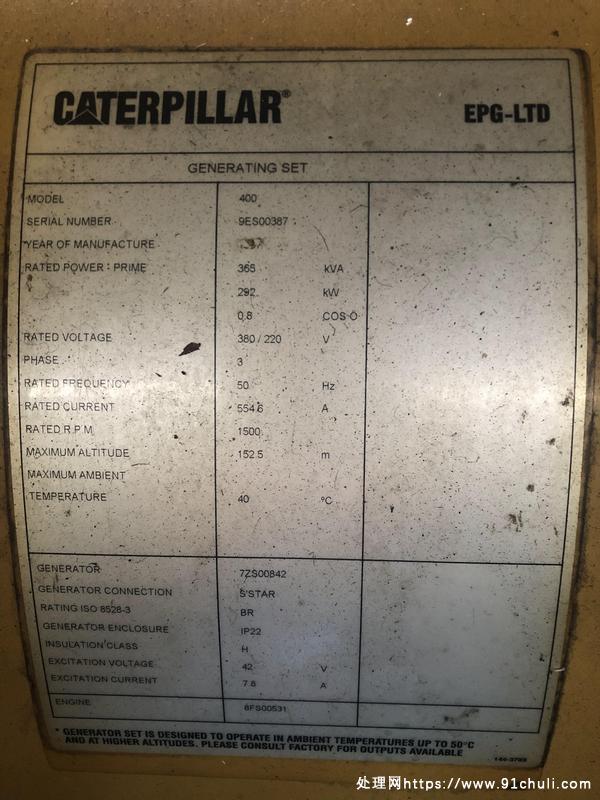 CATERPILLAR®
EPG-LTD
GENERATING SET
MODEL 400
SERIAL NUMBER 9ES00387
YEAR OF MANUFACTURE
RATED POWER : PRIME 365 kVA
292 kW
0.8 COS O
RATED VOLTAGE 380 / 220 V
PHASE 3
RATED FREQUENCY 50 Hz
RATED CURRENT 554.6 A
RATED R.P.M 1500
MAXIMUM ALTITUDE 152.5 m
MAXIMUM AMBIENT
TEMPERATURE 40 °C
GENERATOR 7ZS00842
GENERATOR CONNECTION S'STAR
RATING ISO 8528-3 BR
GENERATOR ENCLOSURE IP22
INSULATION CLASS H
EXCITATION VOLTAGE 42 V
EXCITATION CURRENT 7.8 A
ENGINE 8FS00531
* GENERATOR SET IS DESIGNED TO OPERATE IN AMBIENT TEMPERATURES UP TO 50°C
AND AT HIGHER ALTITUDES. PLEASE CONSULT FACTORY FOR OUTPUTS AVAILABLE
处理网https://www.91chuli.com/